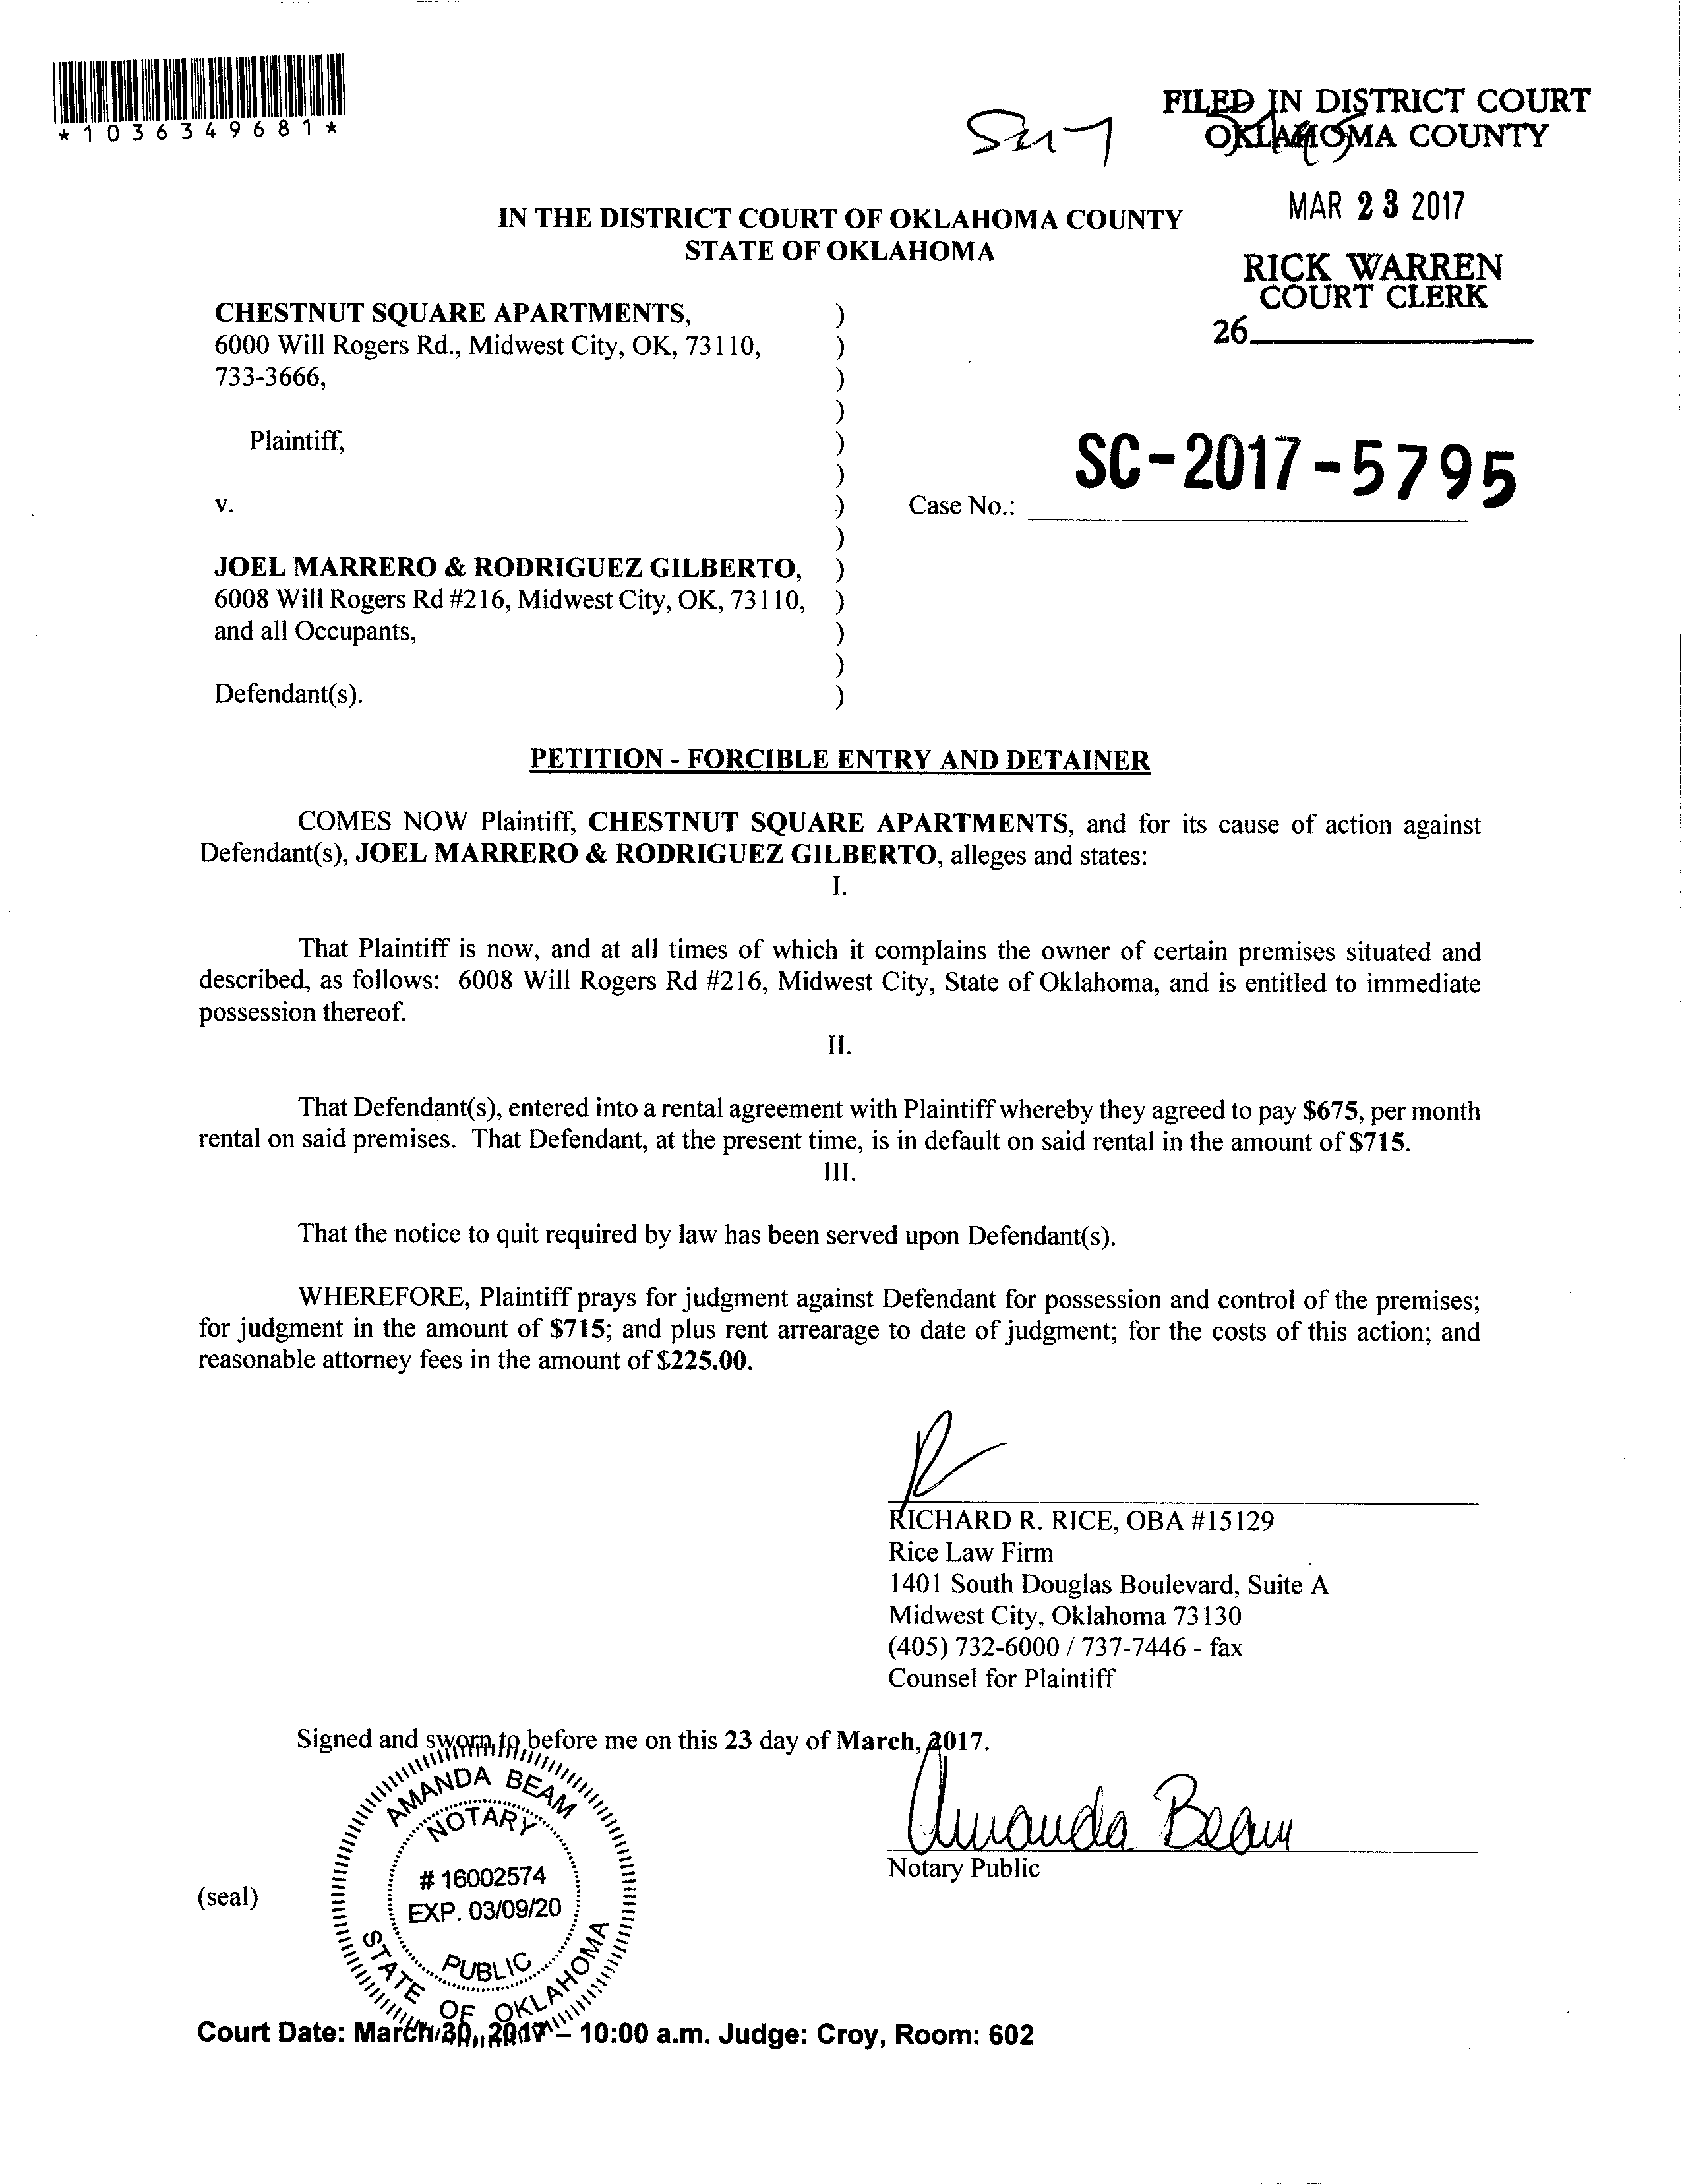 *1036349681*
FILED IN DISTRICT COURT
OKLAHOMA COUNTY
MAR 23 2017
RICK WARREN
COURT CLERK
26
IN THE DISTRICT COURT OF OKLAHOMA COUNTY
STATE OF OKLAHOMA
CHESTNUT SQUARE APARTMENTS, )
6000 Will Rogers Rd., Midwest City, OK, 73110, )
733-3666, )
)
Plaintiff, )
)
v. )
)
SC-2017-5795
Case No.:
JOEL MARRERO & RODRIGUEZ GILBERTO, )
6008 Will Rogers Rd #216, Midwest City, OK, 73110, )
and all Occupants, )
)
Defendant(s). )
PETITION - FORCIBLE ENTRY AND DETAINER
COMES NOW Plaintiff, CHESTNUT SQUARE APARTMENTS, and for its cause of action against
Defendant(s), JOEL MARRERO & RODRIGUEZ GILBERTO, alleges and states:
I.
That Plaintiff is now, and at all times of which it complains the owner of certain premises situated and
described, as follows: 6008 Will Rogers Rd #216, Midwest City, State of Oklahoma, and is entitled to immediate
possession thereof.
II.
That Defendant(s), entered into a rental agreement with Plaintiff whereby they agreed to pay $675, per month
rental on said premises. That Defendant, at the present time, is in default on said rental in the amount of $715.
III.
That the notice to quit required by law has been served upon Defendant(s).
WHEREFORE, Plaintiff prays for judgment against Defendant for possession and control of the premises;
for judgment in the amount of $715; and plus rent arrearage to date of judgment; for the costs of this action; and
reasonable attorney fees in the amount of $225.00.
RICHARD R. RICE, OBA #15129
Rice Law Firm
1401 South Douglas Boulevard, Suite A
Midwest City, Oklahoma 73130
(405) 732-6000 / 737-7446 - fax
Counsel for Plaintiff
Signed and sworn to before me on this 23 day of March, 2017.
Amanda Beam
Notary Public
(seal)
AMANDA BEAM
NOTARY
# 16002574
EXP. 03/09/20
PUBLIC
STATE OF OKLAHOMA
Court Date: March 30, 2017 – 10:00 a.m. Judge: Croy, Room: 602